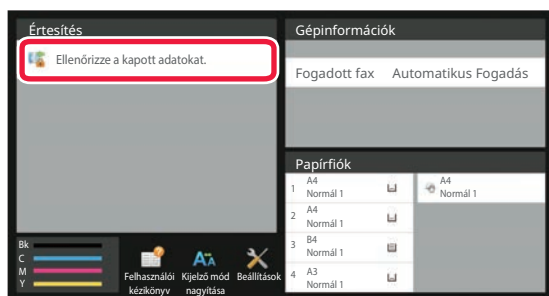 Értesítés
Ellenőrizze a kapott adatokat.
Gépinformációk
Fogadott fax Automatikus Fogadás
Papírfiók
1 A4
Normál 1
A4
Normál 1
2 A4
Normál 1
3 B4
Normál 1
4 A3
Normál 1
Bk
C
M
Y
Felhasználói
kézikönyv
Kijelző mód
nagyítása
Beállítások